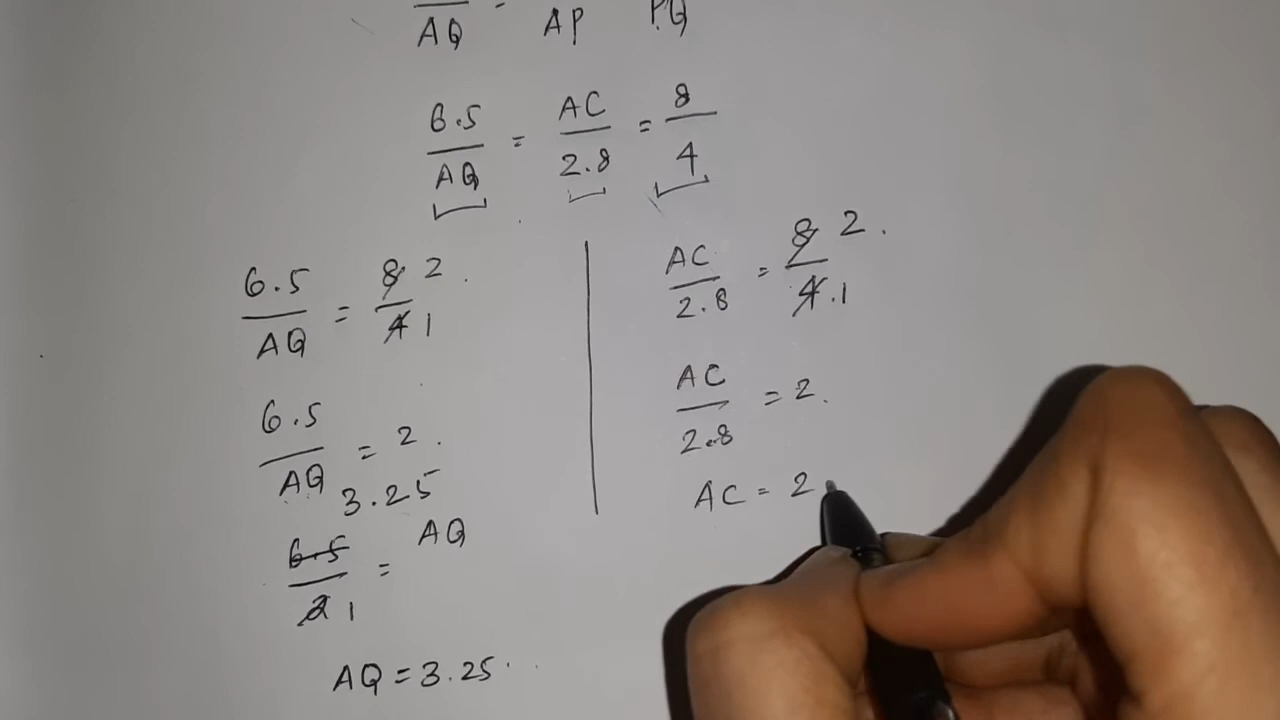 AQ - AP PQ
6.5/AQ = AC/2.8 = 8/4
6.5/AQ = 8 2/4 1
6.5/AQ = 2.
3.25
6.5/2 1 = AQ
AQ = 3.25.
AC/2.8 = 8 2./4.1
AC/2.8 = 2.
AC = 2